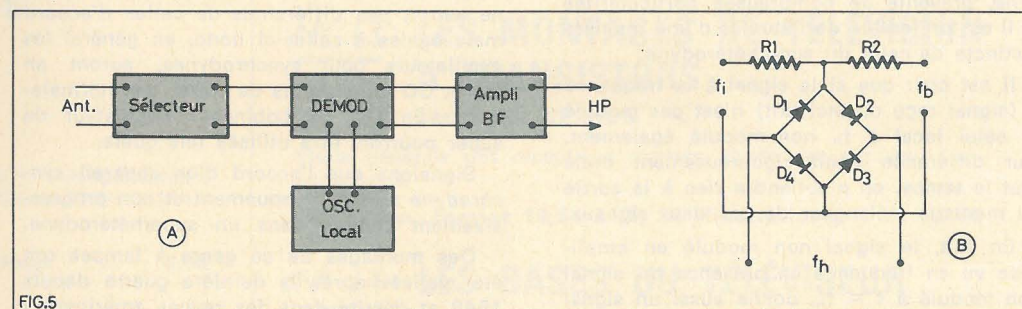 Ant.
Sélecteur
DEMOD
Ampli
BF
HP
OSC
Local
A
R1
R2
fi
fb
D1
D2
D4
D3
fh
B
FIG.5